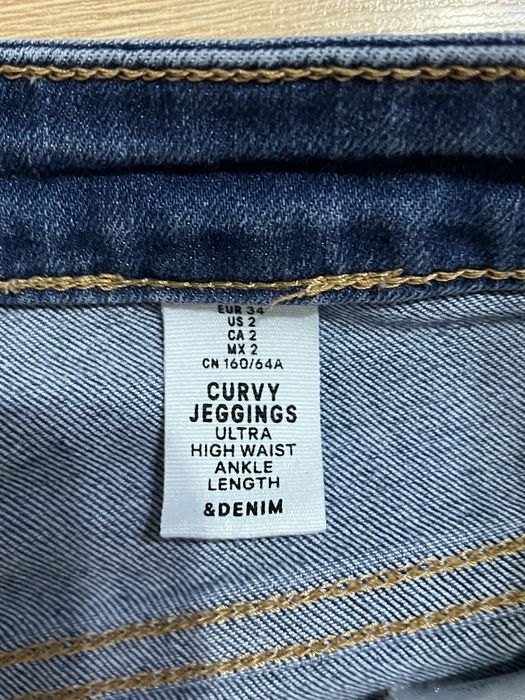 EUR 34
US 2
CA 2
MX 2
CN 160/64A
CURVY
JEGGINGS
ULTRA
HIGH WAIST
ANKLE
LENGTH
&DENIM